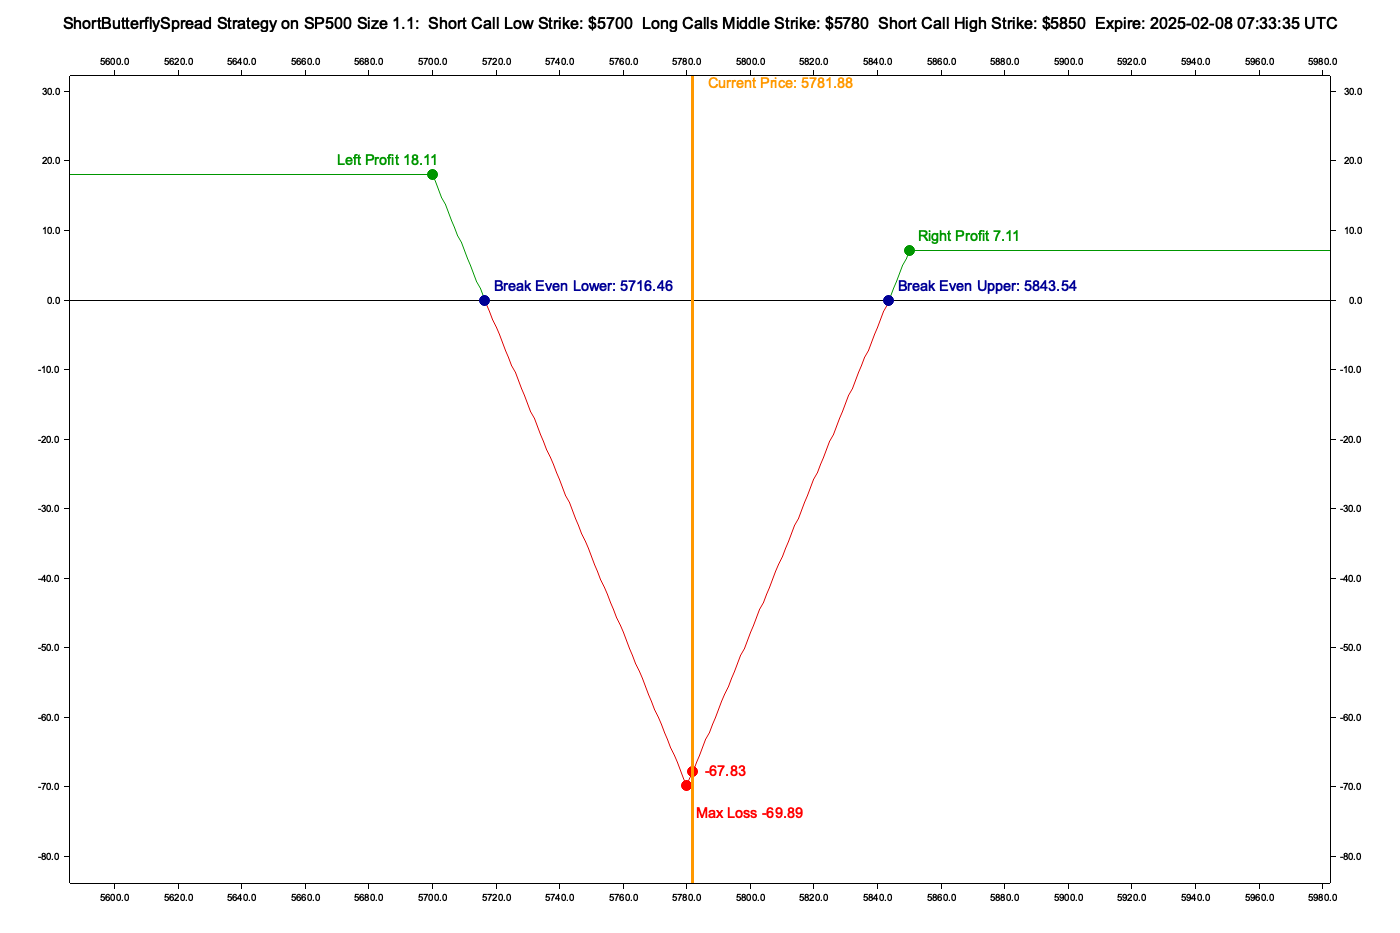 ShortButterflySpread Strategy on SP500 Size 1.1:  Short Call Low Strike: $5700  Long Calls Middle Strike: $5780  Short Call High Strike: $5850  Expire: 2025-02-08 07:33:35 UTC
5600.0 5620.0 5640.0 5660.0 5680.0 5700.0 5720.0 5740.0 5760.0 5780.0 5800.0 5820.0 5840.0 5860.0 5880.0 5900.0 5920.0 5940.0 5960.0 5980.0
Current Price: 5781.88
30.0 30.0
Left Profit 18.11
20.0 20.0
10.0 10.0
Right Profit 7.11
Break Even Lower: 5716.46
Break Even Upper: 5843.54
0.0 0.0
-10.0 -10.0
-20.0 -20.0
-30.0 -30.0
-40.0 -40.0
-50.0 -50.0
-60.0 -60.0
-67.83
-70.0 -70.0
Max Loss -69.89
-80.0 -80.0
5600.0 5620.0 5640.0 5660.0 5680.0 5700.0 5720.0 5740.0 5760.0 5780.0 5800.0 5820.0 5840.0 5860.0 5880.0 5900.0 5920.0 5940.0 5960.0 5980.0